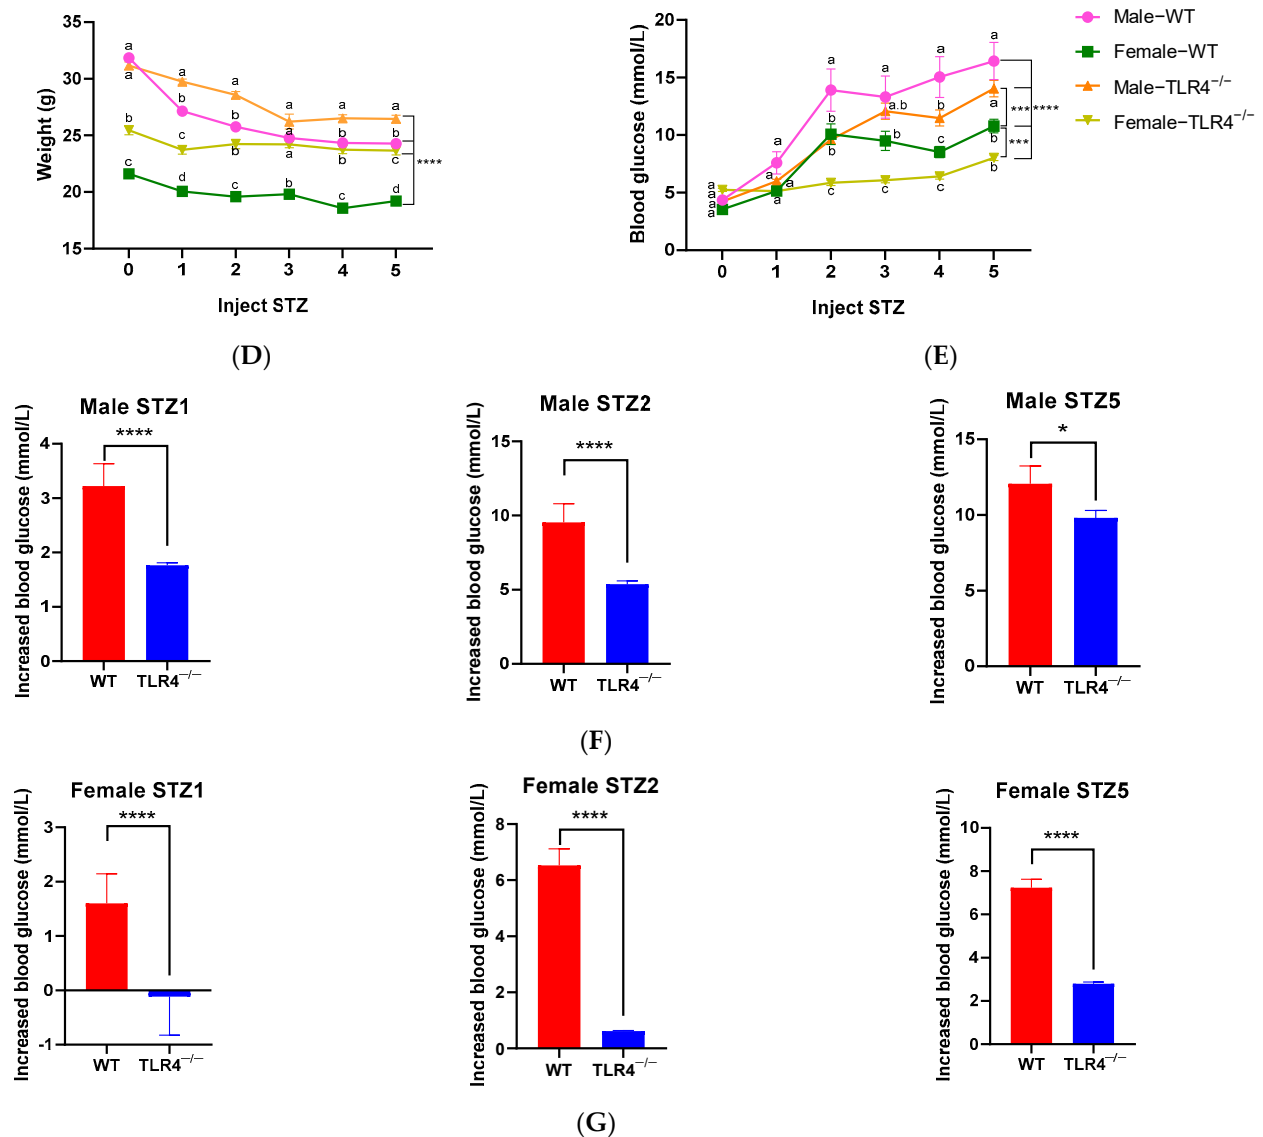 35
30
25
20
15
Weight (g)
a
a
a
b
c
a
b
c
d
a
b
b
c
a
a
a
b
a
b
b
c
a
b
c
d
****
0 1 2 3 4 5
Inject STZ
(D)
20
15
10
5
0
Blood glucose (mmol/L)
a
a
a
a
a
a
a
a
a
b
b
c
a
a.b
b
c
a
b
c
c
a
a
b
b
*** ****
***
0 1 2 3 4 5
Inject STZ
(E)
Male−WT
Female−WT
Male−TLR4−/−
Female−TLR4−/−
Male STZ1
****
Increased blood glucose (mmol/L)
4
3
2
1
0
WT TLR4−/−
Male STZ2
****
Increased blood glucose (mmol/L)
15
10
5
0
WT TLR4−/−
Male STZ5
*
Increased blood glucose (mmol/L)
15
10
5
0
WT TLR4−/−
(F)
Female STZ1
****
Increased blood glucose (mmol/L)
3
2
1
0
-1
WT TLR4−/−
Female STZ2
****
Increased blood glucose (mmol/L)
8
6
4
2
0
WT TLR4−/−
Female STZ5
****
Increased blood glucose (mmol/L)
10
8
6
4
2
0
WT TLR4−/−
(G)